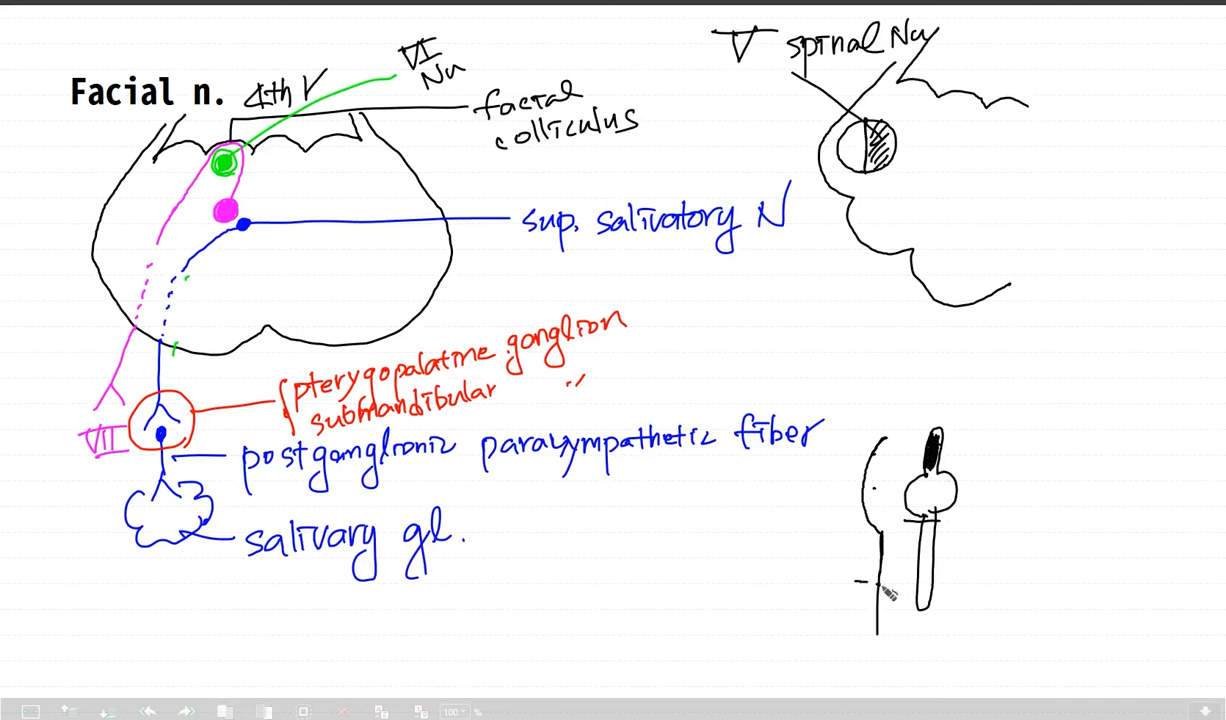 Facial n.
4th V
VI
Nu
facial
colliculus
V spinal Nu
sup. salivatory N
pterygopalatine ganglion
submandibular 〃
VII
postganglionic parasympathetic fiber
salivary gl.
100 %